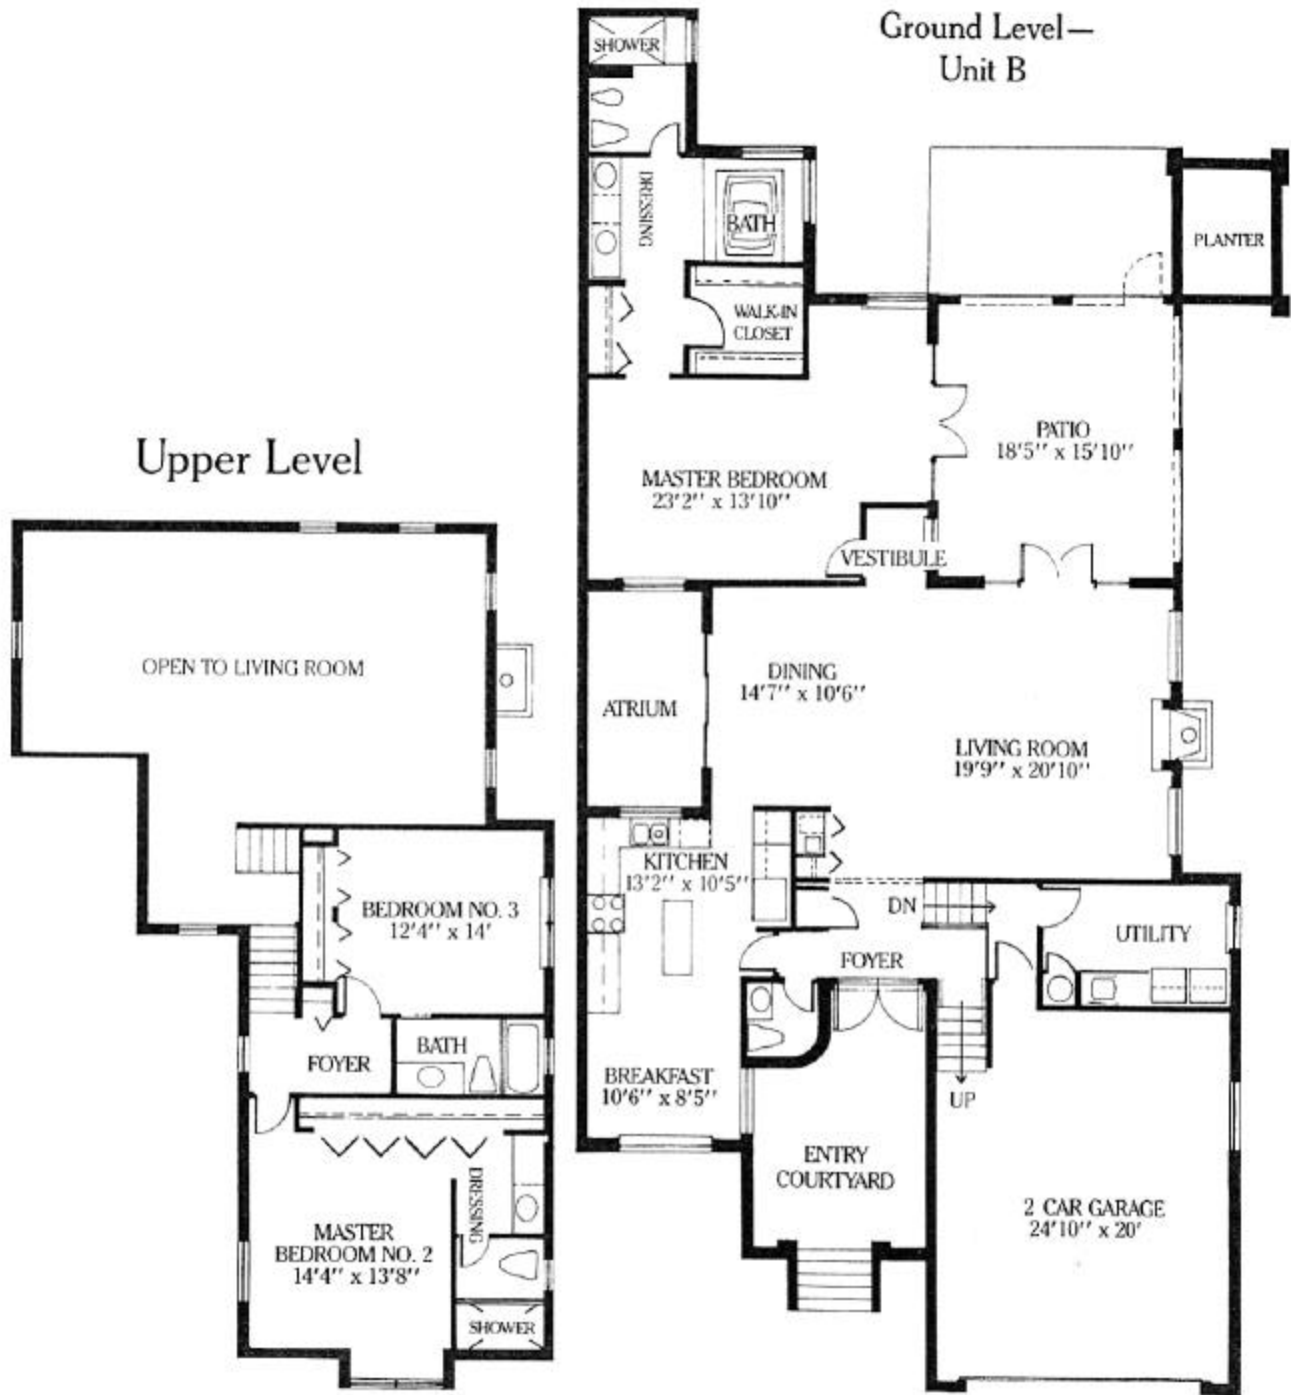 Ground Level—
Unit B
SHOWER
DRESSING
BATH
WALK-IN
CLOSET
PLANTER
PATIO
18'5'' x 15'10''
MASTER BEDROOM
23'2'' x 13'10''
VESTIBULE
DINING
14'7'' x 10'6''
ATRIUM
LIVING ROOM
19'9'' x 20'10''
KITCHEN
13'2'' x 10'5''
DN
UTILITY
FOYER
BREAKFAST
10'6'' x 8'5''
UP
ENTRY
COURTYARD
2 CAR GARAGE
24'10'' x 20'
Upper Level
OPEN TO LIVING ROOM
BEDROOM NO. 3
12'4'' x 14'
BATH
FOYER
DRESSING
MASTER
BEDROOM NO. 2
14'4'' x 13'8''
SHOWER